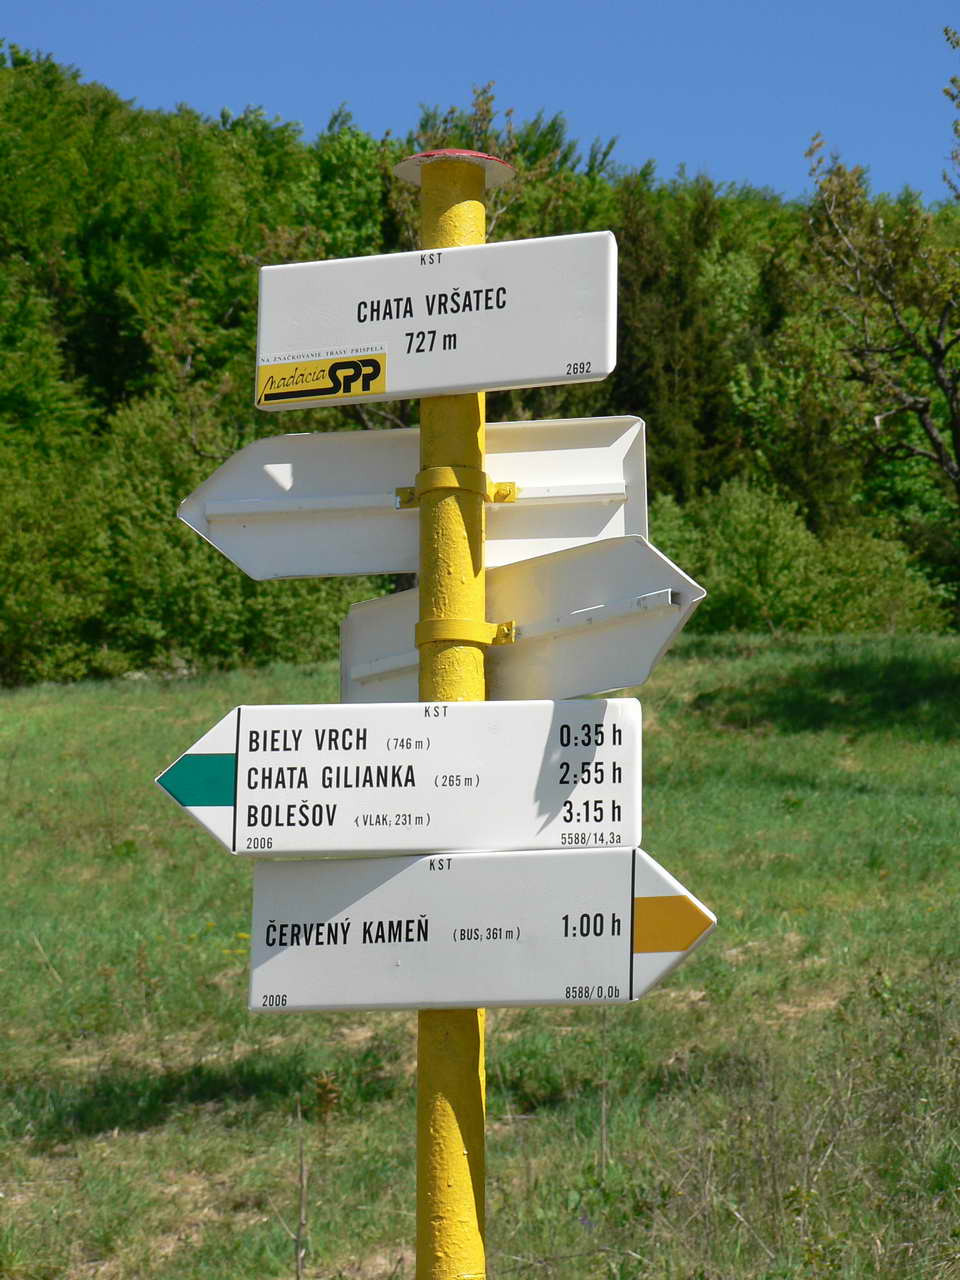 KST
CHATA VRŠATEC
727 m
NA ZNAČKOVANIE TRASY PRISPELA
Nadácia SPP
2692
KST
BIELY VRCH (746 m) 0:35 h
CHATA GILIANKA (265 m) 2:55 h
BOLEŠOV (VLAK; 231 m) 3:15 h
2006 5588/14,3a
KST
ČERVENÝ KAMEŇ (BUS; 361 m) 1:00 h
2006 8588/0,0b